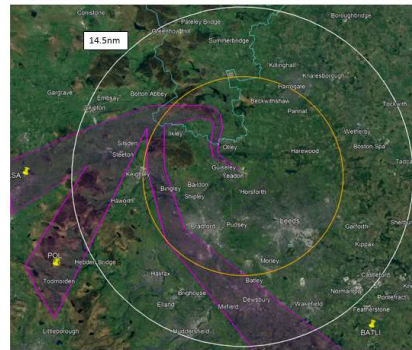 Coniston
Boroughbridge
Pateley Bridge
Greenhow Hill
14.5nm
Summerbridge
Killinghall
Knaresborough
Gargrave
Embsay
Bolton Abbey
Harrogate
Skipton
Beckwithshaw
Tockwith
Pannal
Ilkley
Wetherby
Silsden
Otley
Harewood
Boston Spa
Steeton
Guiseley
Keighley
Yeadon
Bingley
Baildon
Horsforth
Haworth
Shipley
Bradford
Pudsey
Leeds
Garforth
Kippax
POL
Hebden Bridge
Morley
Halifax
Batley
Castleford
Todmorden
Brighouse
Dewsbury
Normanton
Pontefract
Elland
Mirfield
Wakefield
Featherstone
Littleborough
Huddersfield
BATLI